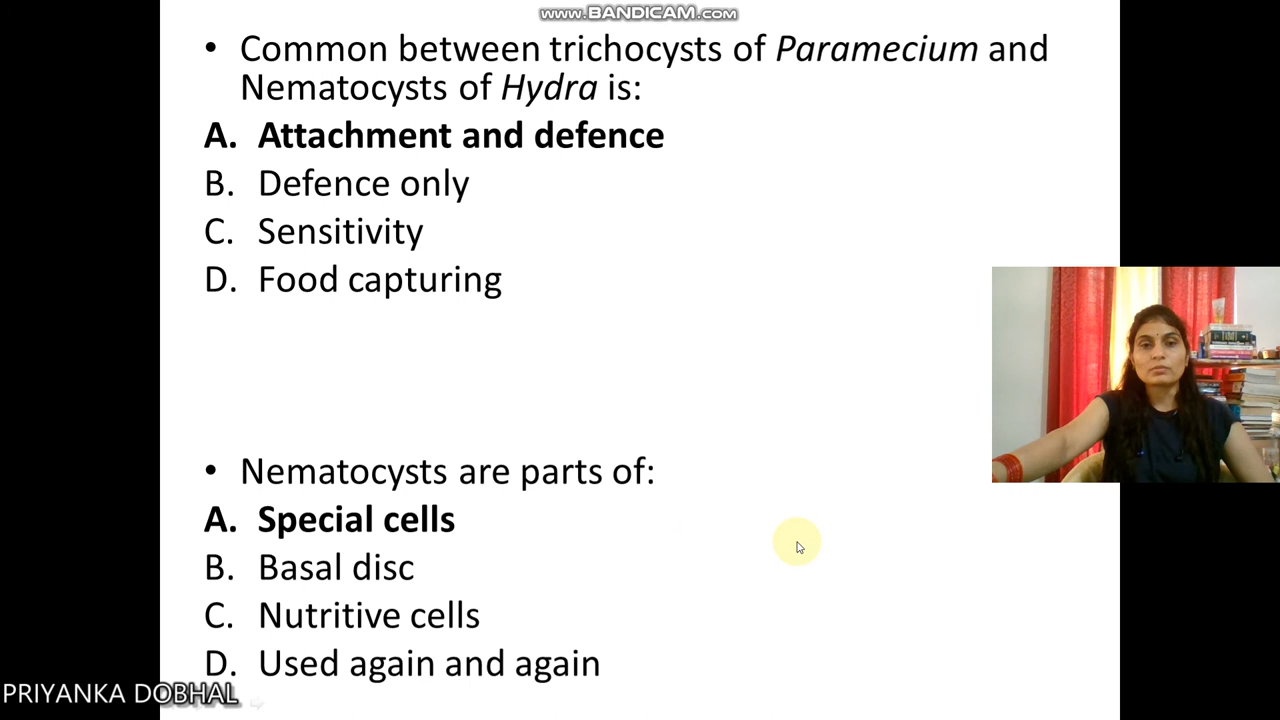 www.BANDICAM.com
• Common between trichocysts of Paramecium and
Nematocysts of Hydra is:
A. Attachment and defence
B. Defence only
C. Sensitivity
D. Food capturing
• Nematocysts are parts of:
A. Special cells
B. Basal disc
C. Nutritive cells
D. Used again and again
PRIYANKA DOBHAL